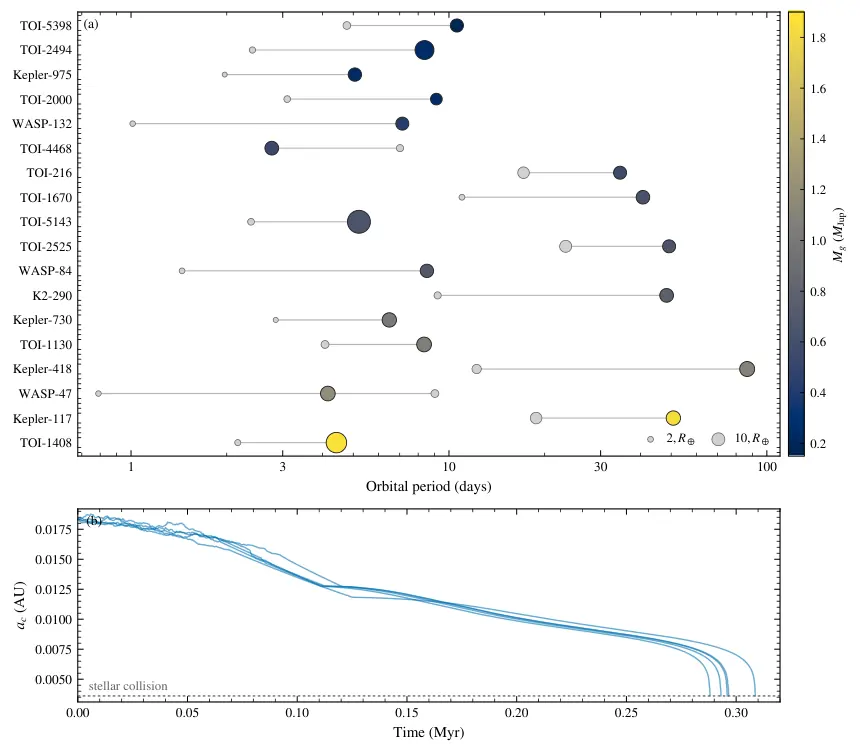 (a)
TOI-5398
TOI-2494
Kepler-975
TOI-2000
WASP-132
TOI-4468
TOI-216
TOI-1670
TOI-5143
TOI-2525
WASP-84
K2-290
Kepler-730
TOI-1130
Kepler-418
WASP-47
Kepler-117
TOI-1408
2, R⊕ 10, R⊕
1 3 10 30 100
Orbital period (days)
1.8
1.6
1.4
1.2
1.0
0.8
0.6
0.4
0.2
M_g (M_Jup)
(b)
0.0175
0.0150
0.0125
0.0100
0.0075
0.0050
a_c (AU)
stellar collision
0.00 0.05 0.10 0.15 0.20 0.25 0.30
Time (Myr)